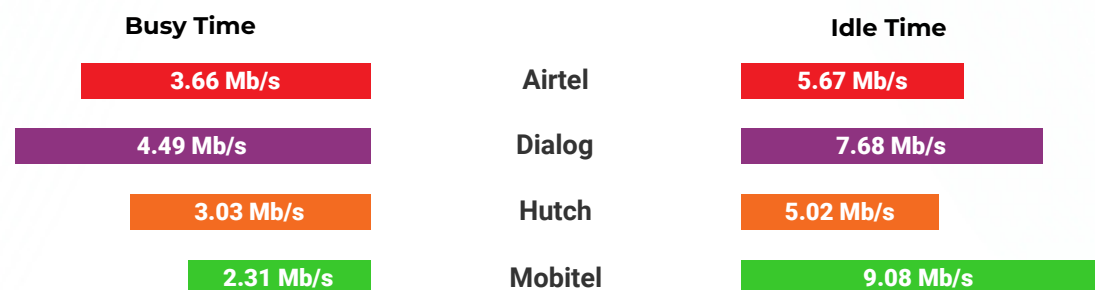 Busy Time Idle Time
3.66 Mb/s Airtel 5.67 Mb/s
4.49 Mb/s Dialog 7.68 Mb/s
3.03 Mb/s Hutch 5.02 Mb/s
2.31 Mb/s Mobitel 9.08 Mb/s